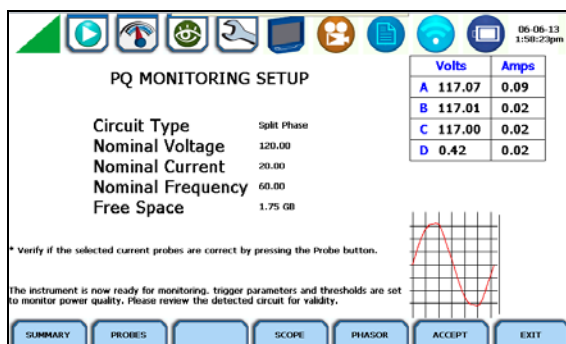 06-06-13
1:58:23pm
PQ MONITORING SETUP
Volts Amps
A 117.07 0.09
B 117.01 0.02
C 117.00 0.02
D 0.42 0.02
Circuit Type Split Phase
Nominal Voltage 120.00
Nominal Current 20.00
Nominal Frequency 60.00
Free Space 1.75 GB
* Verify if the selected current probes are correct by pressing the Probe button.
The instrument is now ready for monitoring. trigger parameters and thresholds are set
to monitor power quality. Please review the detected circuit for validity.
SUMMARY PROBES SCOPE PHASOR ACCEPT EXIT